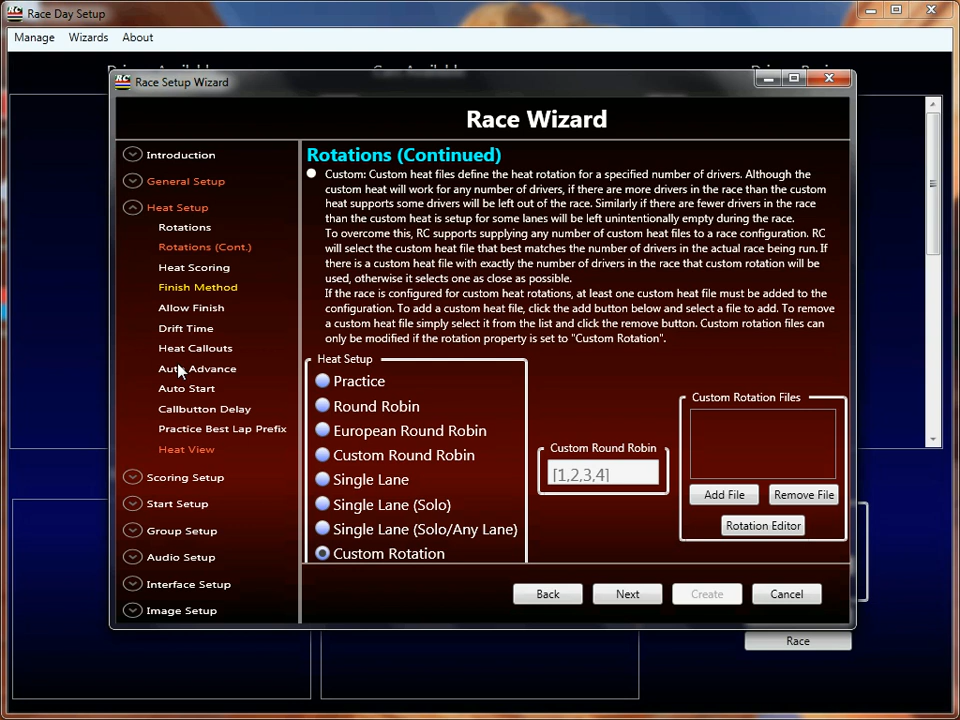 RC Race Day Setup
Manage Wizards About
RC Race Setup Wizard
Race Wizard
Introduction
General Setup
Heat Setup
Rotations
Rotations (Cont.)
Heat Scoring
Finish Method
Allow Finish
Drift Time
Heat Callouts
Auto Advance
Auto Start
Callbutton Delay
Practice Best Lap Prefix
Heat View
Scoring Setup
Start Setup
Group Setup
Audio Setup
Interface Setup
Image Setup
Rotations (Continued)
Custom: Custom heat files define the heat rotation for a specified number of drivers. Although the
custom heat will work for any number of drivers, if there are more drivers in the race than the custom
heat supports some drivers will be left out of the race. Similarly if there are fewer drivers in the race
than the custom heat is setup for some lanes will be left unintentionally empty during the race.
To overcome this, RC supports supplying any number of custom heat files to a race configuration. RC
will select the custom heat file that best matches the number of drivers in the actual race being run. If
there is a custom heat file with exactly the number of drivers in the race that custom rotation will be
used, otherwise it selects one as close as possible.
If the race is configured for custom heat rotations, at least one custom heat file must be added to the
configuration. To add a custom heat file, click the add button below and select a file to add. To remove
a custom heat file simply select it from the list and click the remove button. Custom rotation files can
only be modified if the rotation property is set to "Custom Rotation".
Heat Setup
Practice
Round Robin
European Round Robin
Custom Round Robin
Single Lane
Single Lane (Solo)
Single Lane (Solo/Any Lane)
Custom Rotation
Custom Round Robin
[1,2,3,4]
Custom Rotation Files
Add File Remove File
Rotation Editor
Back Next Create Cancel
Race